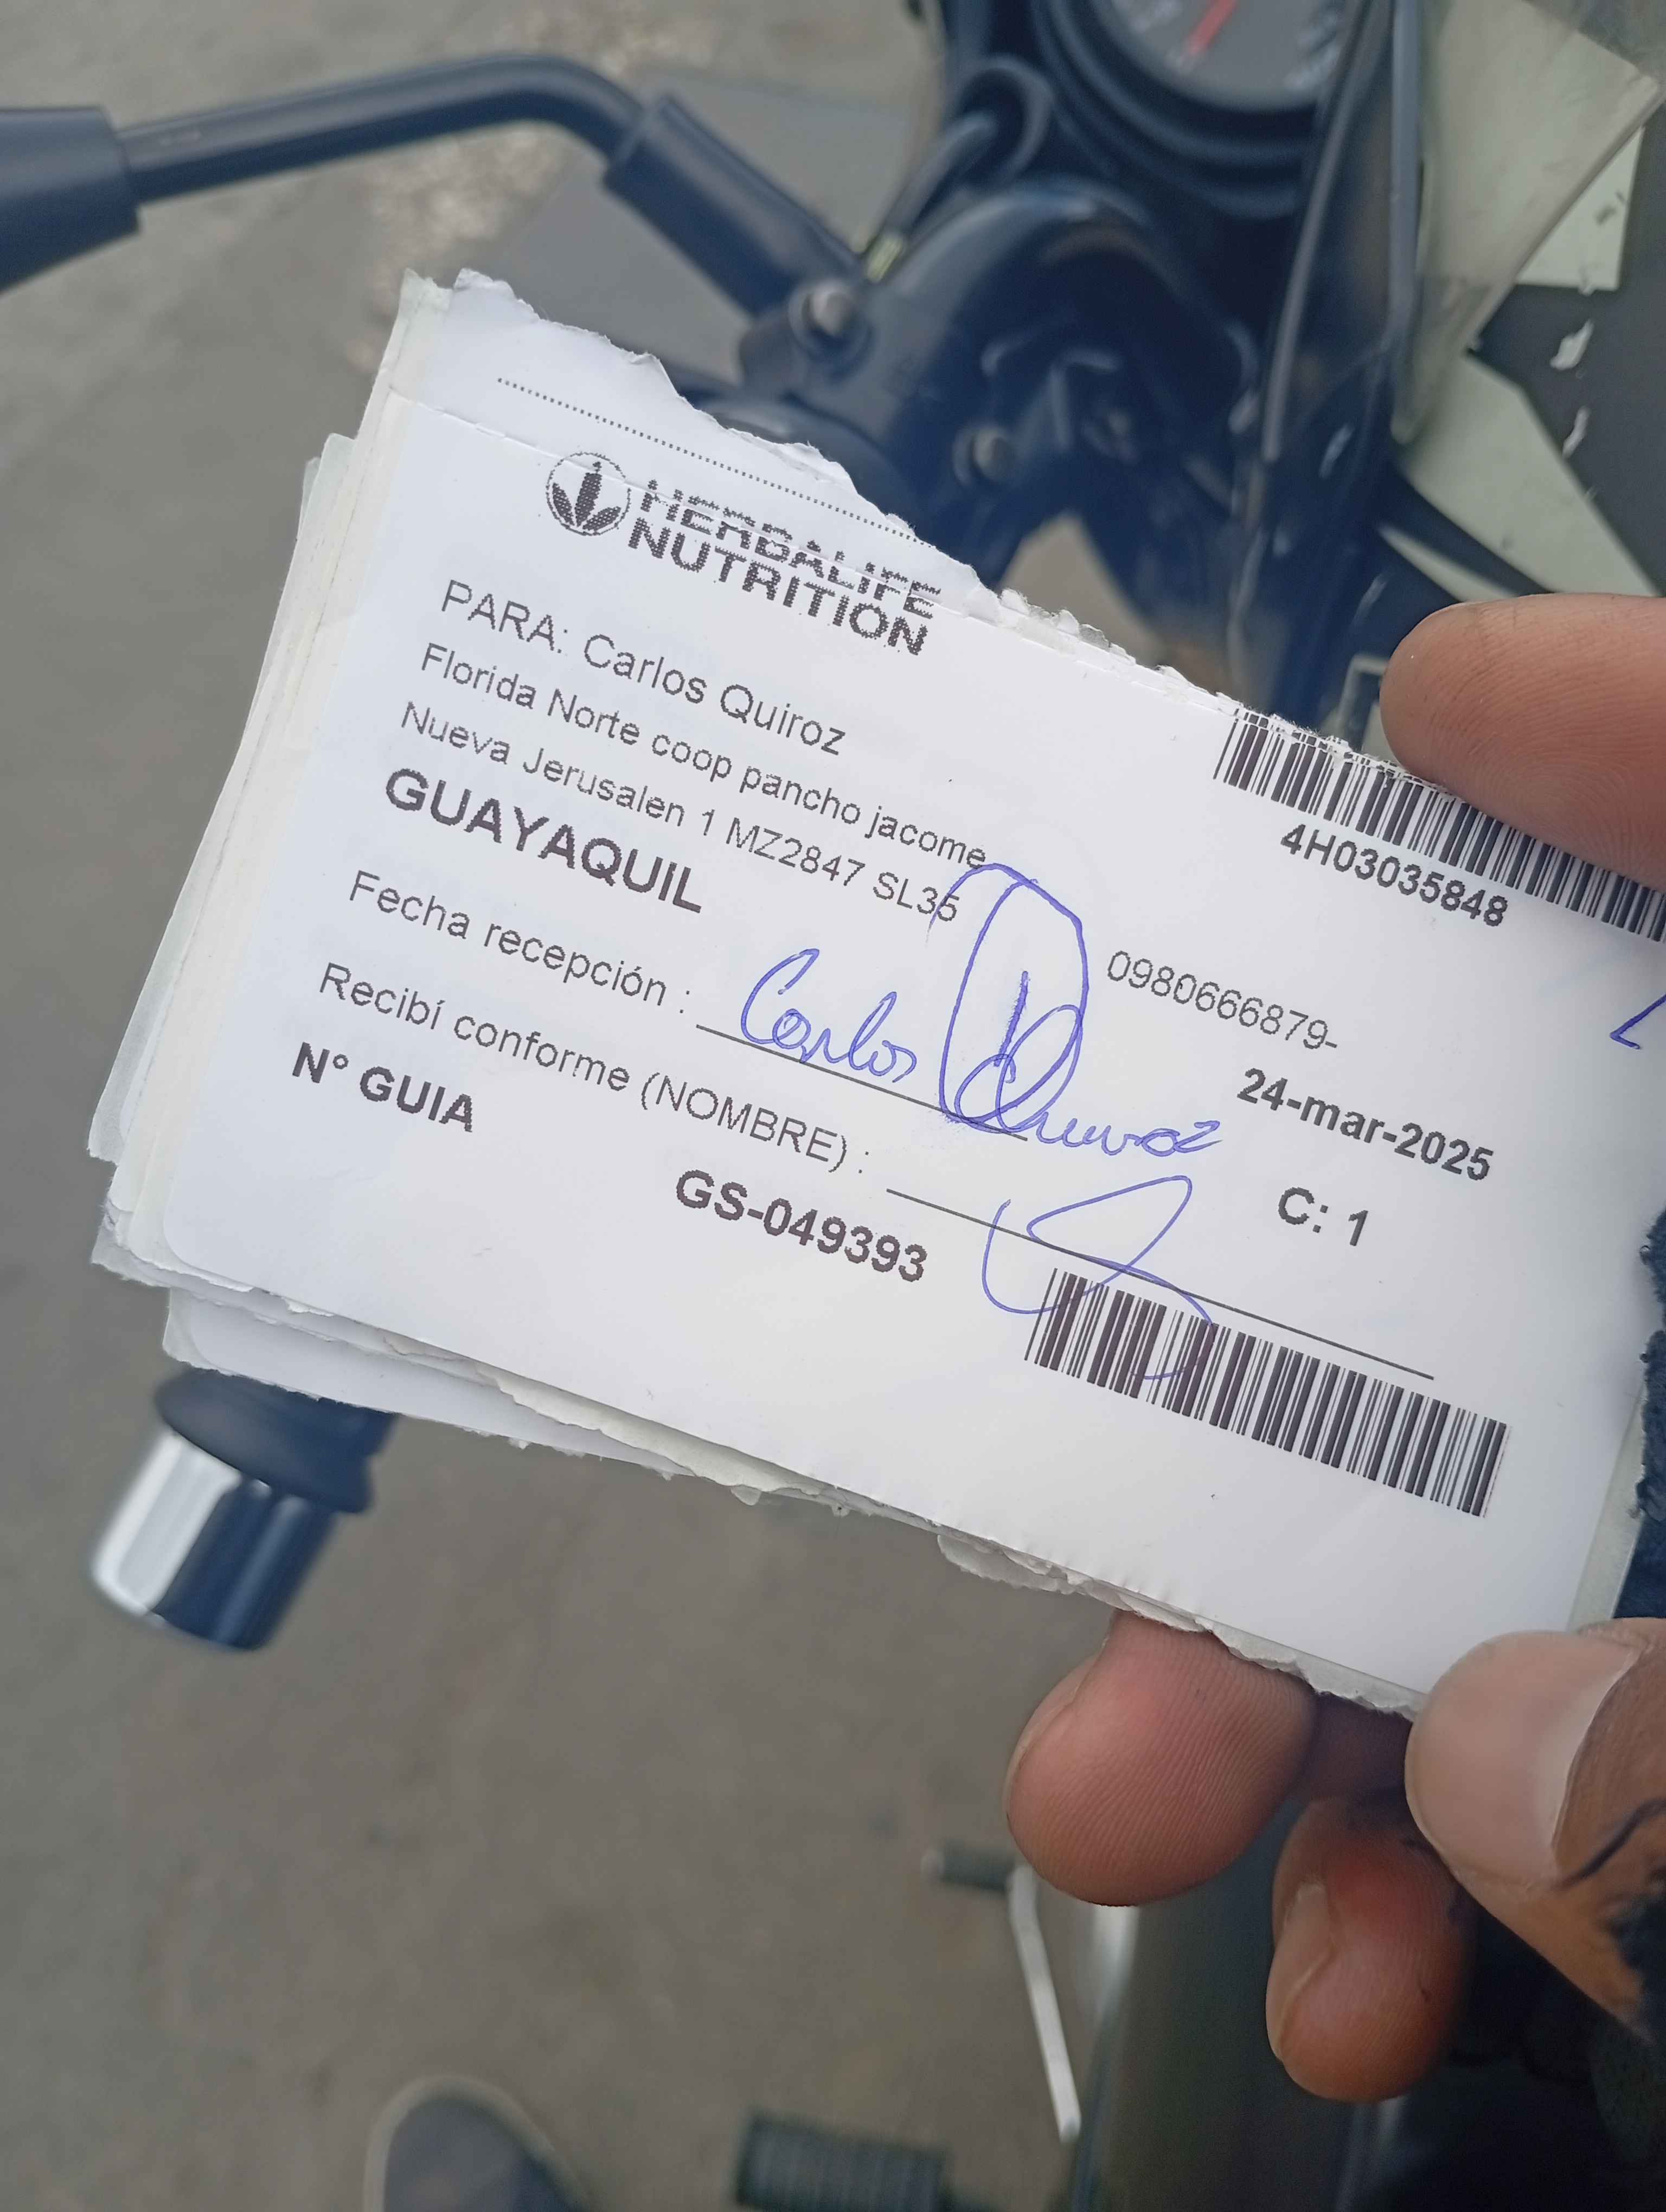 HERBALIFE
NUTRITION
PARA: Carlos Quiroz
Florida Norte coop pancho jacome
Nueva Jerusalen 1 MZ2847 SL35
GUAYAQUIL
4H03035848
0980666879-
Fecha recepción :
Carlos
24-mar-2025
Recibí conforme (NOMBRE) :
C: 1
N° GUIA
GS-049393